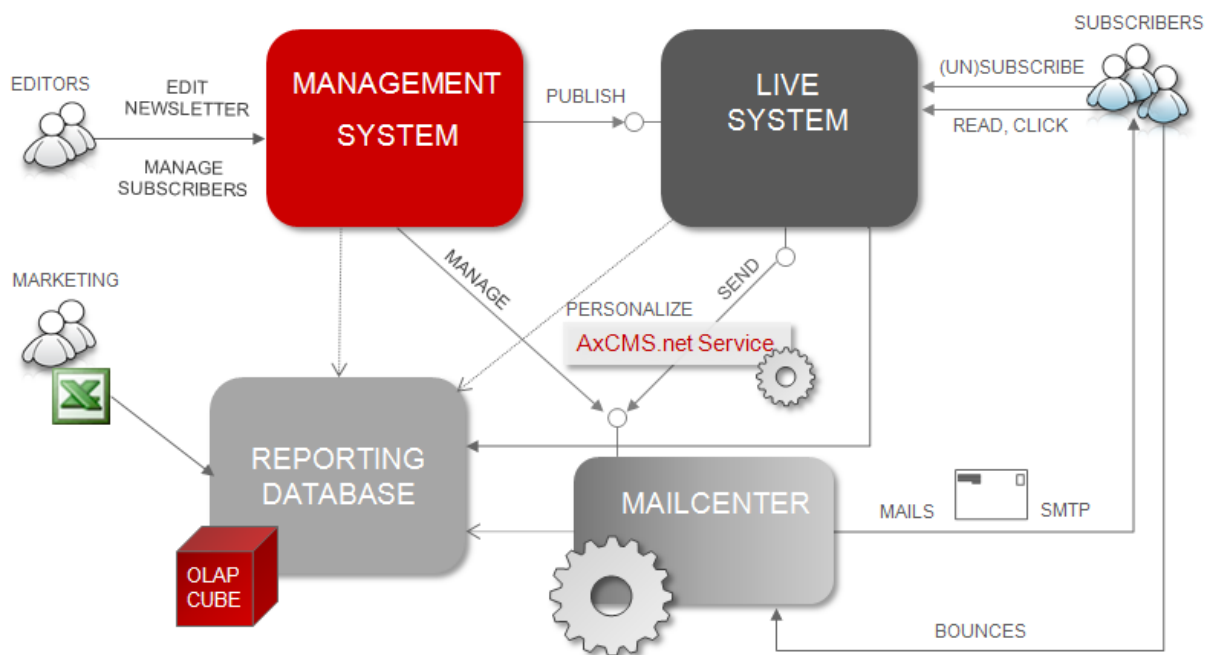 SUBSCRIBERS
EDITORS
EDIT
NEWSLETTER
MANAGE
SUBSCRIBERS
MANAGEMENT
SYSTEM
PUBLISH
LIVE
SYSTEM
(UN)SUBSCRIBE
READ, CLICK
MARKETING
MANAGE
SEND
PERSONALIZE
AxCMS.net Service
REPORTING
DATABASE
OLAP
CUBE
MAILCENTER
MAILS
SMTP
BOUNCES